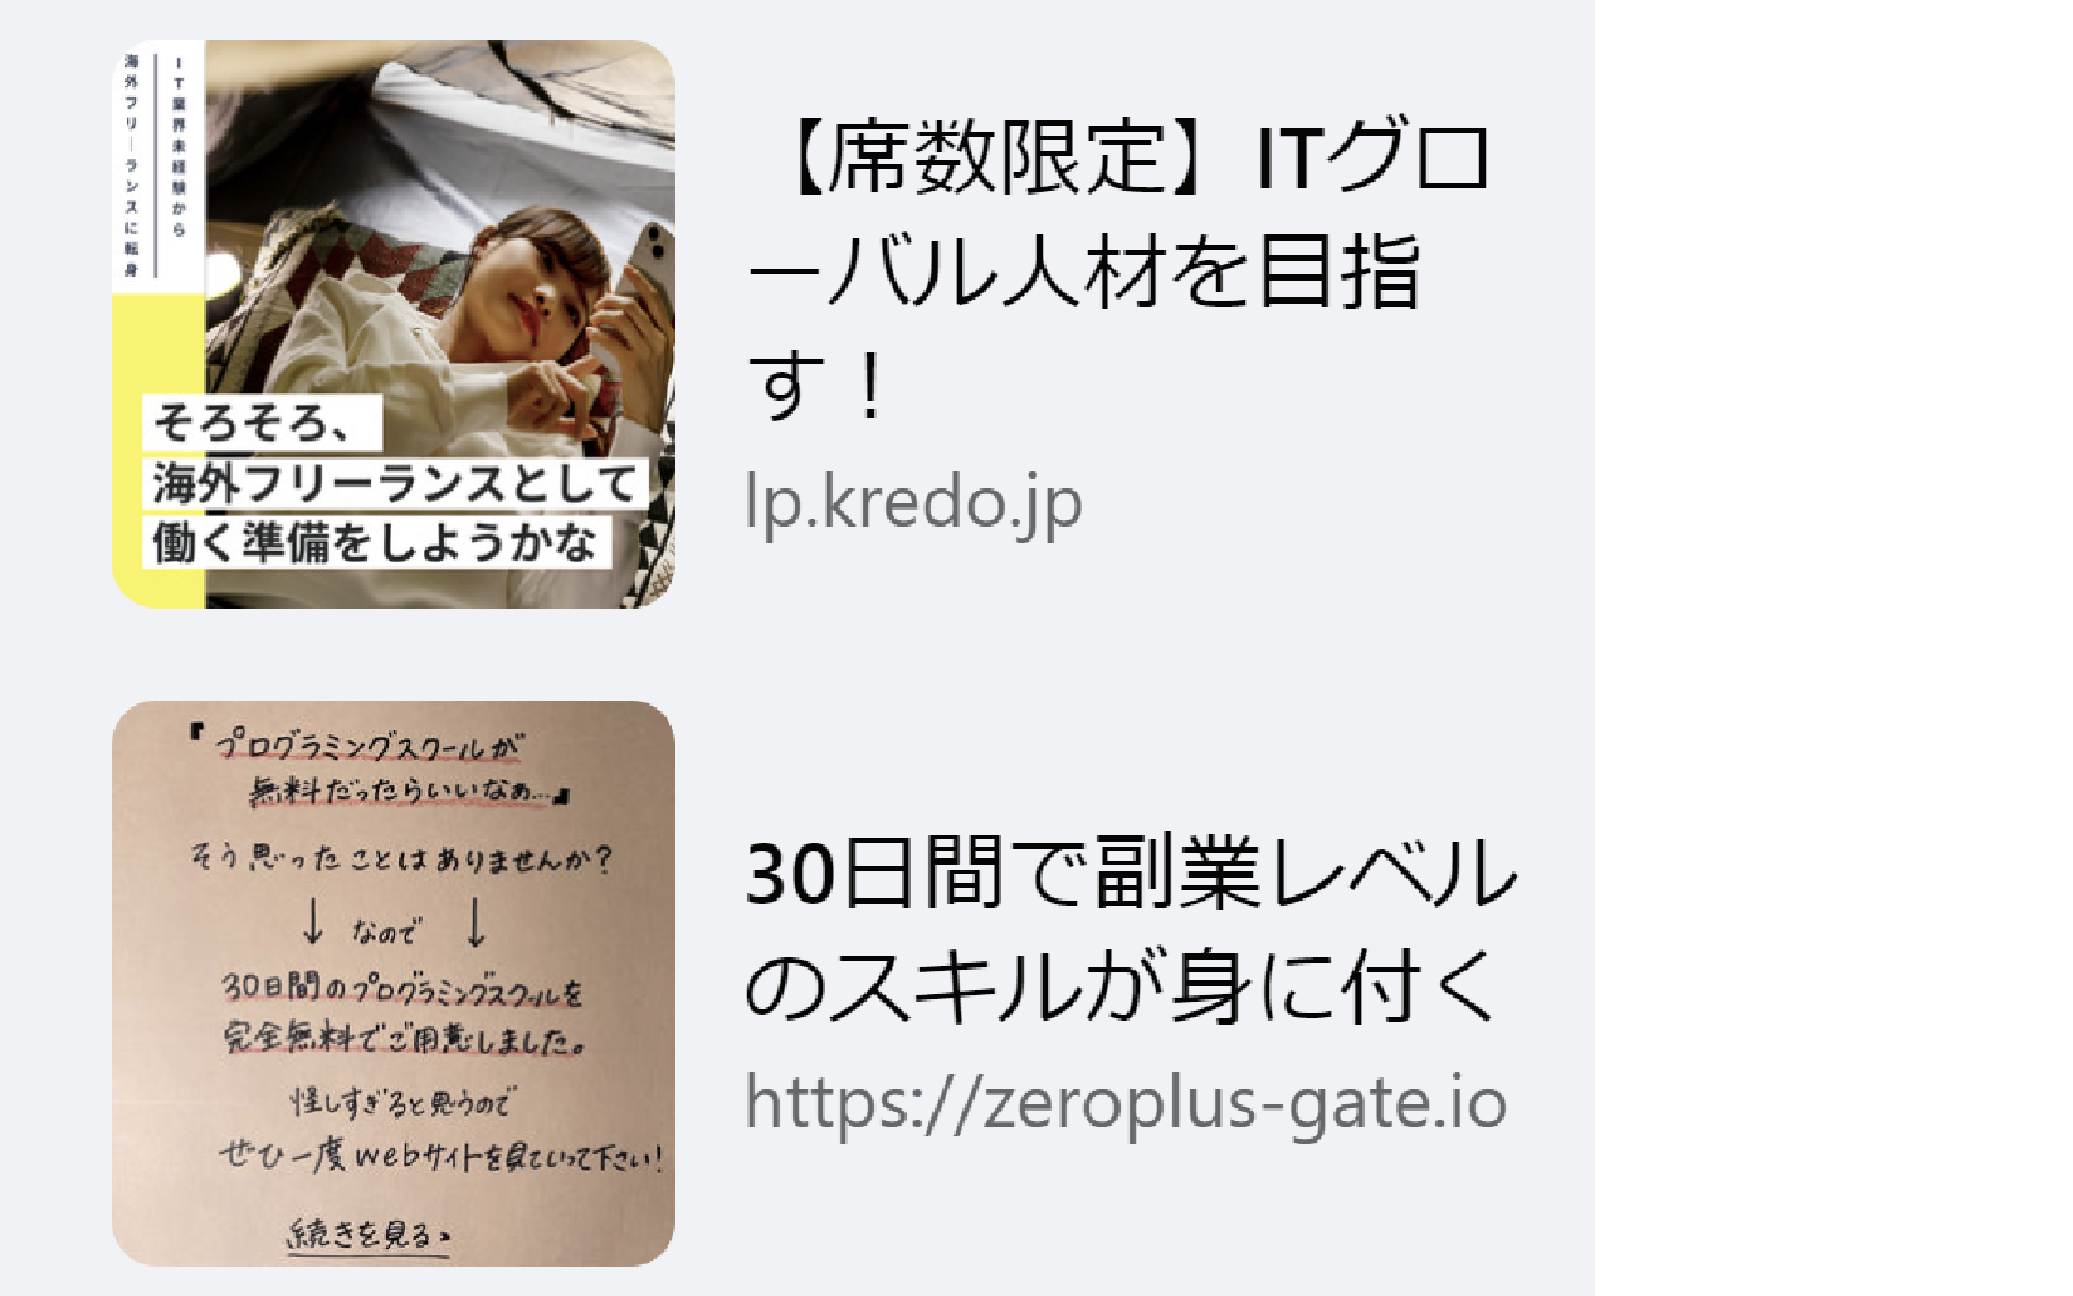 IT業界未経験から
海外フリーランスに転身
そろそろ、
海外フリーランスとして
働く準備をしようかな
【席数限定】ITグロ
ーバル人材を目指
す！
lp.kredo.jp
『プログラミングスクールが
無料だったらいいなぁ…』
そう思ったことはありませんか？
↓ なので ↓
30日間のプログラミングスクールを
完全無料でご用意しました。
怪しすぎると思うので
ぜひ一度webサイトを見ていって下さい！
続きを見る>
30日間で副業レベル
のスキルが身に付く
https://zeroplus-gate.io